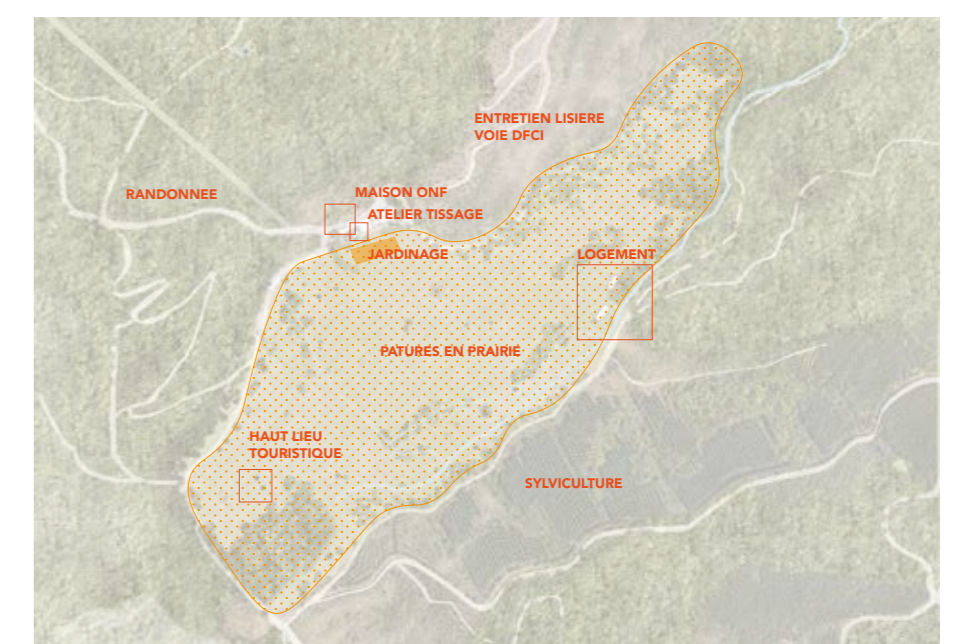 ENTRETIEN LISIERE
VOIE DFCI
RANDONNEE
MAISON ONF
ATELIER TISSAGE
JARDINAGE
LOGEMENT
PATURES EN PRAIRIE
HAUT LIEU
TOURISTIQUE
SYLVICULTURE